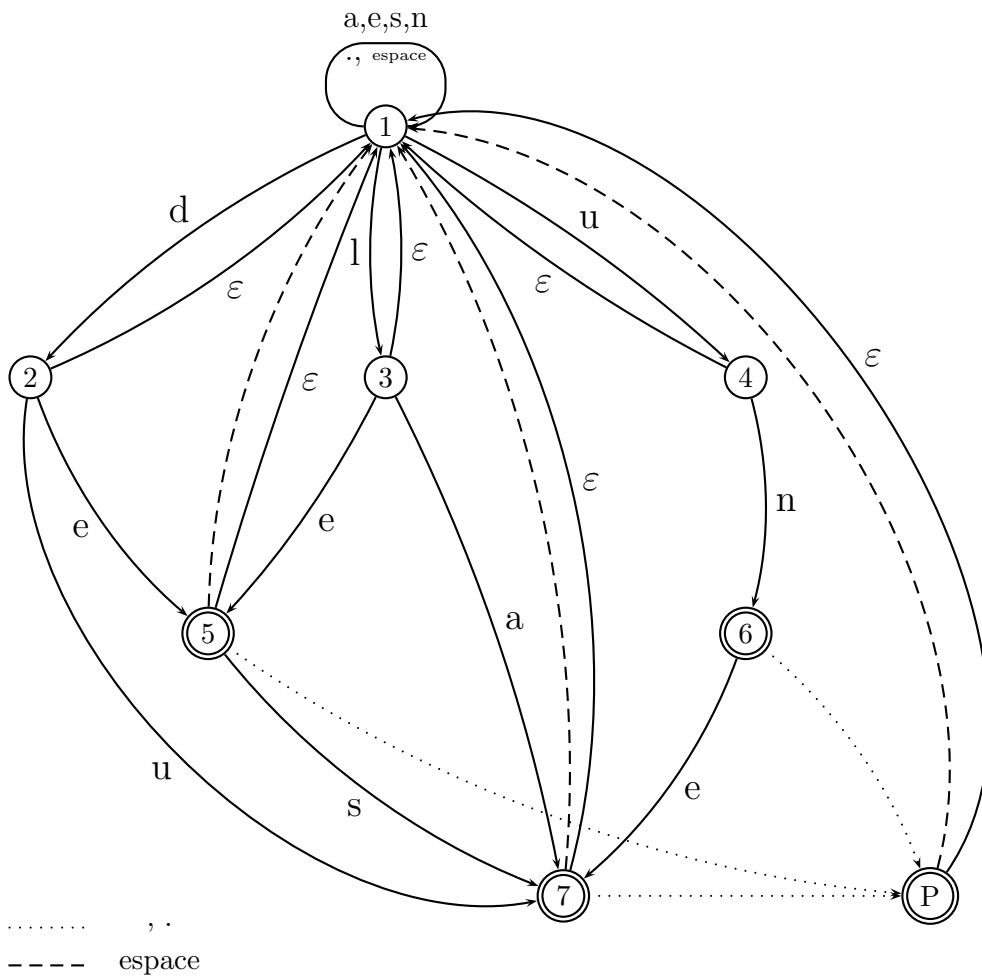 a,e,s,n
., espace
1
d
u
l
ε
ε
ε
ε
ε
2
3
4
ε
n
e
e
5
a
6
u
s
e
7
P
, .
espace